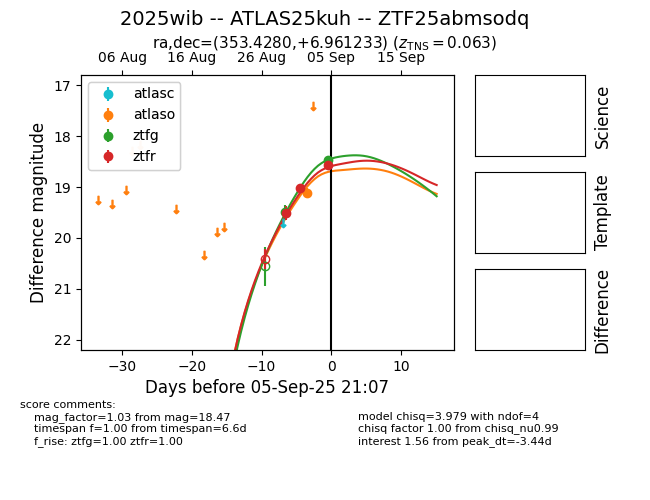 2025wib -- ATLAS25kuh -- ZTF25abmsodq
ra,dec=(353.4280,+6.961233) (zTNS = 0.063)
06 Aug 16 Aug 26 Aug 05 Sep 15 Sep
atlasc
atlaso
ztfg
ztfr
17
18
19
20
21
22
Difference magnitude
−30 −20 −10 0 10
Days before 05-Sep-25 21:07
Science
Template
Difference
score comments:
mag_factor=1.03 from mag=18.47
timespan f=1.00 from timespan=6.6d
f_rise: ztfg=1.00 ztfr=1.00
model chisq=3.979 with ndof=4
chisq factor 1.00 from chisq_nu0.99
interest 1.56 from peak_dt=-3.44d